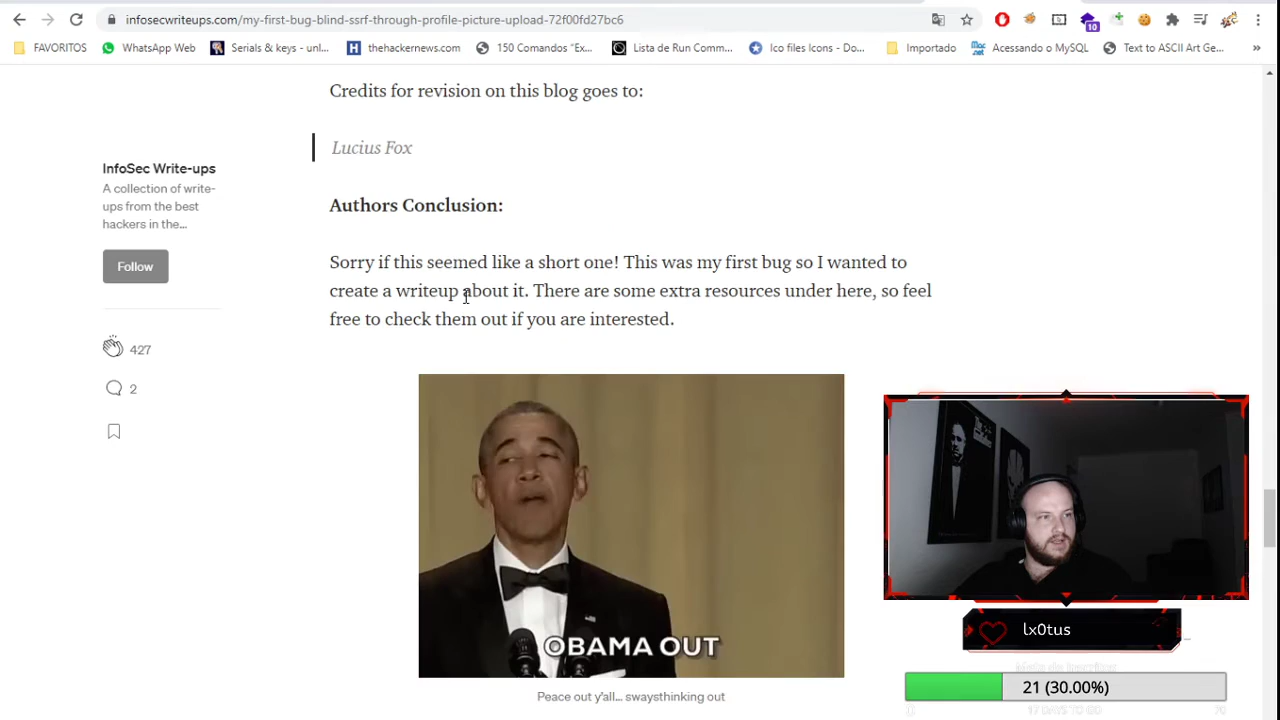 infosecwriteups.com/my-first-bug-blind-ssrf-through-profile-picture-upload-72f00fd27bc6
10
FAVORITOS
WhatsApp Web
Serials & keys - unl...
thehackernews.com
150 Comandos “Ex...
Lista de Run Comm...
Ico files Icons - Do...
Importado
Acessando o MySQL
Text to ASCII Art Ge...
»
Credits for revision on this blog goes to:
Lucius Fox
InfoSec Write-ups
A collection of write-
ups from the best
hackers in the...
Follow
427
2
Authors Conclusion:
Sorry if this seemed like a short one! This was my first bug so I wanted to
create a writeup about it. There are some extra resources under here, so feel
free to check them out if you are interested.
OBAMA OUT
Peace out y'all... swaysthinking out
lx0tus
21 (30.00%)
0
70